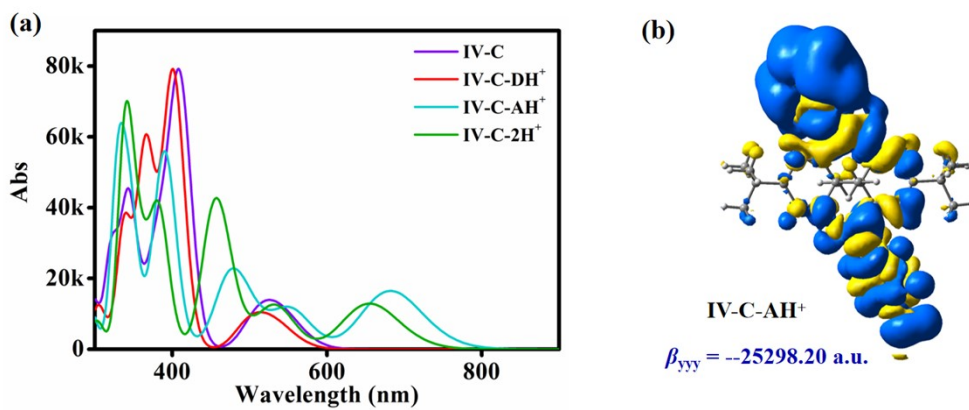 (a)
IV-C
IV-C-DH⁺
IV-C-AH⁺
IV-C-2H⁺
80k
60k
40k
20k
0
Abs
400
600
800
Wavelength (nm)
(b)
IV-C-AH⁺
βyyy = --25298.20 a.u.